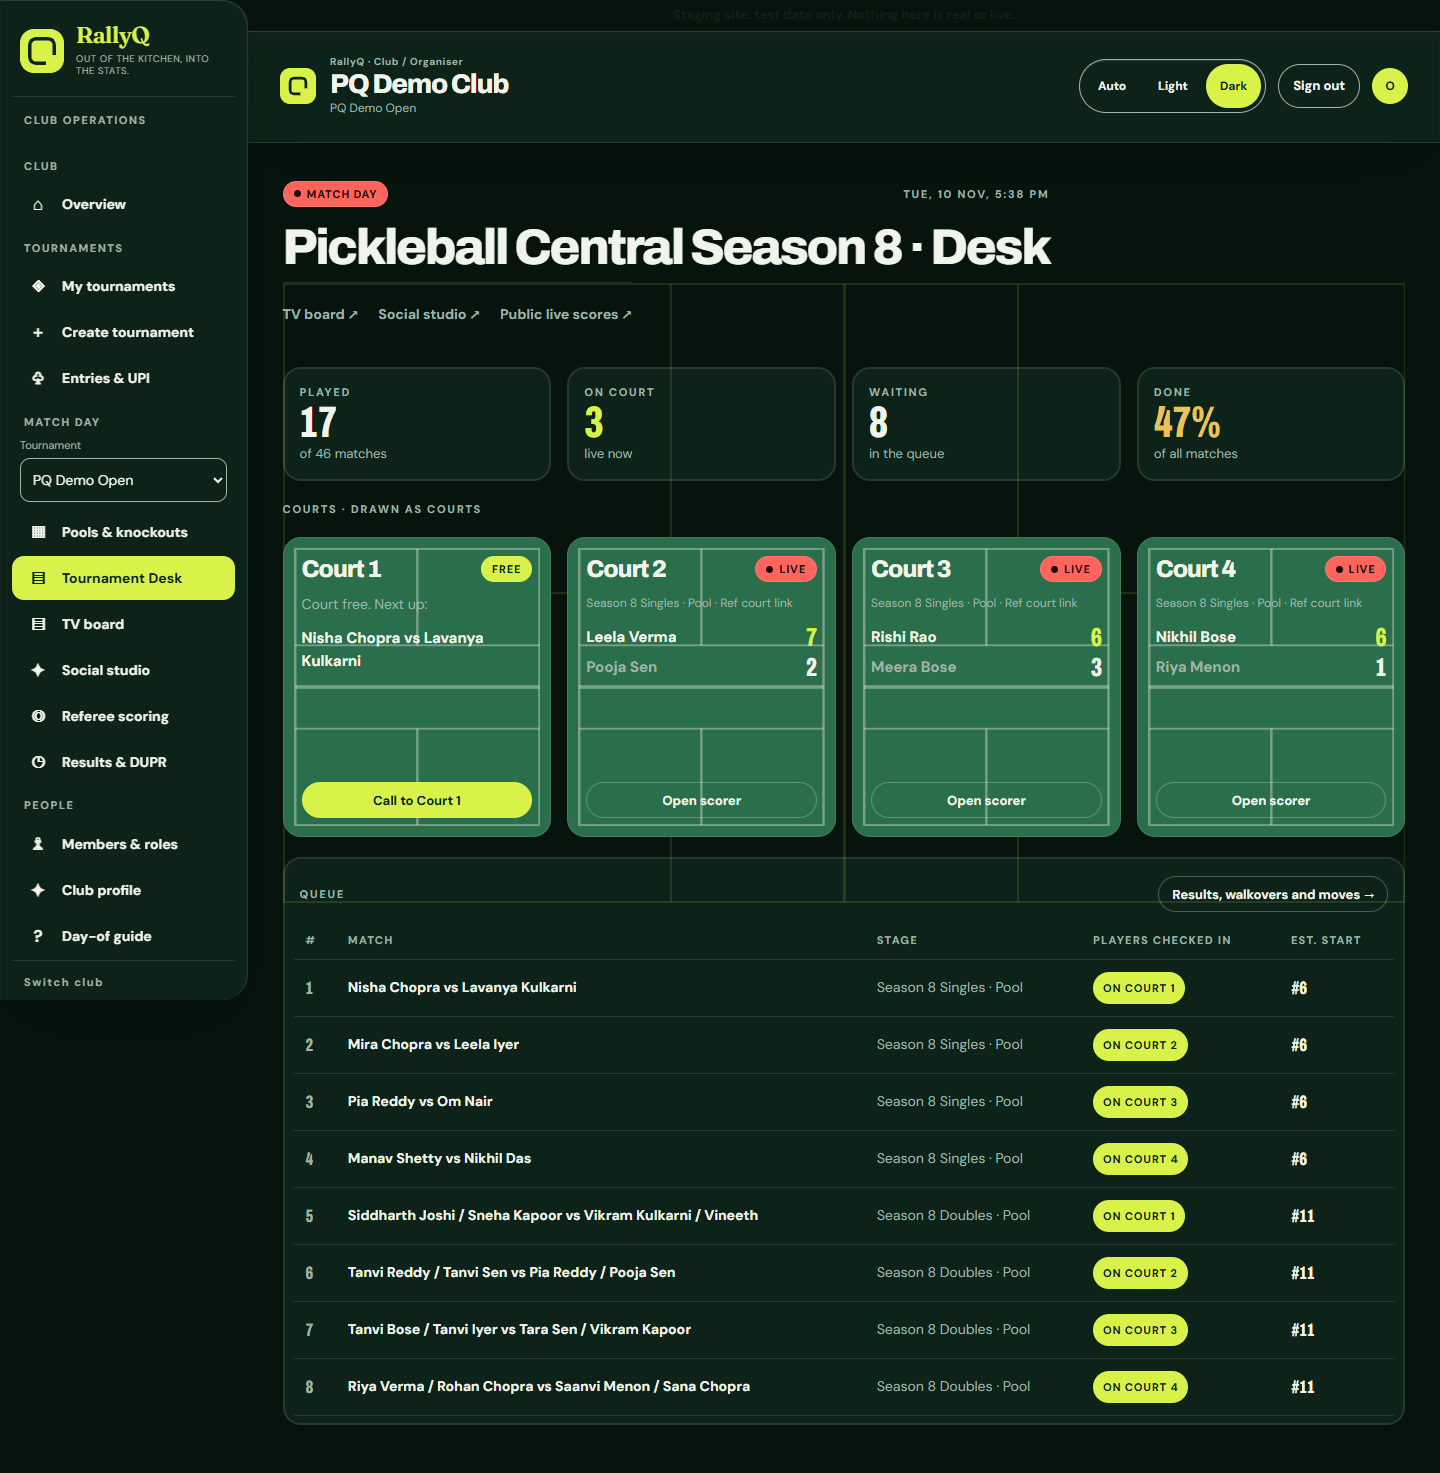 Staging site: test data only. Nothing here is real or live.
RallyQ
OUT OF THE KITCHEN, INTO
THE STATS.
CLUB OPERATIONS
CLUB
Overview
TOURNAMENTS
My tournaments
Create tournament
Entries & UPI
MATCH DAY
Tournament
PQ Demo Open
Pools & knockouts
Tournament Desk
TV board
Social studio
Referee scoring
Results & DUPR
PEOPLE
Members & roles
Club profile
Day-of guide
Switch club
RallyQ · Club / Organiser
PQ Demo Club
PQ Demo Open
Auto Light Dark
Sign out
O
MATCH DAY
TUE, 10 NOV, 5:38 PM
Pickleball Central Season 8 · Desk
TV board ↗ Social studio ↗ Public live scores ↗
PLAYED
17
of 46 matches
ON COURT
3
live now
WAITING
8
in the queue
DONE
47%
of all matches
COURTS · DRAWN AS COURTS
Court 1 FREE
Court free. Next up:
Nisha Chopra vs Lavanya
Kulkarni
Call to Court 1
Court 2 LIVE
Season 8 Singles · Pool · Ref court link
Leela Verma 7
Pooja Sen 2
Open scorer
Court 3 LIVE
Season 8 Singles · Pool · Ref court link
Rishi Rao 6
Meera Bose 3
Open scorer
Court 4 LIVE
Season 8 Singles · Pool · Ref court link
Nikhil Bose 6
Riya Menon 1
Open scorer
QUEUE
Results, walkovers and moves →
# MATCH STAGE PLAYERS CHECKED IN EST. START
1 Nisha Chopra vs Lavanya Kulkarni Season 8 Singles · Pool ON COURT 1 #6
2 Mira Chopra vs Leela Iyer Season 8 Singles · Pool ON COURT 2 #6
3 Pia Reddy vs Om Nair Season 8 Singles · Pool ON COURT 3 #6
4 Manav Shetty vs Nikhil Das Season 8 Singles · Pool ON COURT 4 #6
5 Siddharth Joshi / Sneha Kapoor vs Vikram Kulkarni / Vineeth Season 8 Doubles · Pool ON COURT 1 #11
6 Tanvi Reddy / Tanvi Sen vs Pia Reddy / Pooja Sen Season 8 Doubles · Pool ON COURT 2 #11
7 Tanvi Bose / Tanvi Iyer vs Tara Sen / Vikram Kapoor Season 8 Doubles · Pool ON COURT 3 #11
8 Riya Verma / Rohan Chopra vs Saanvi Menon / Sana Chopra Season 8 Doubles · Pool ON COURT 4 #11